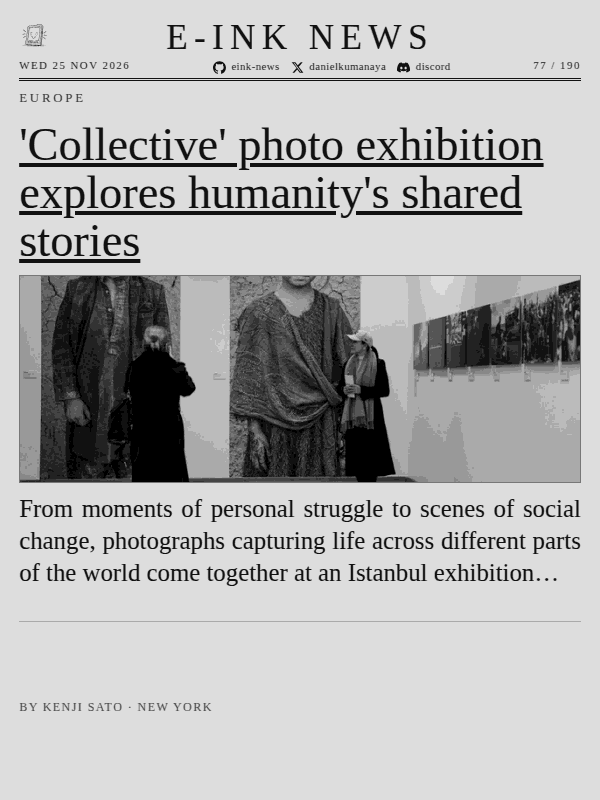 E-INK NEWS
WED 25 NOV 2026
eink-news danielkumanaya discord
77 / 190
EUROPE
'Collective' photo exhibition
explores humanity's shared
stories
From moments of personal struggle to scenes of social
change, photographs capturing life across different parts
of the world come together at an Istanbul exhibition…
BY KENJI SATO · NEW YORK